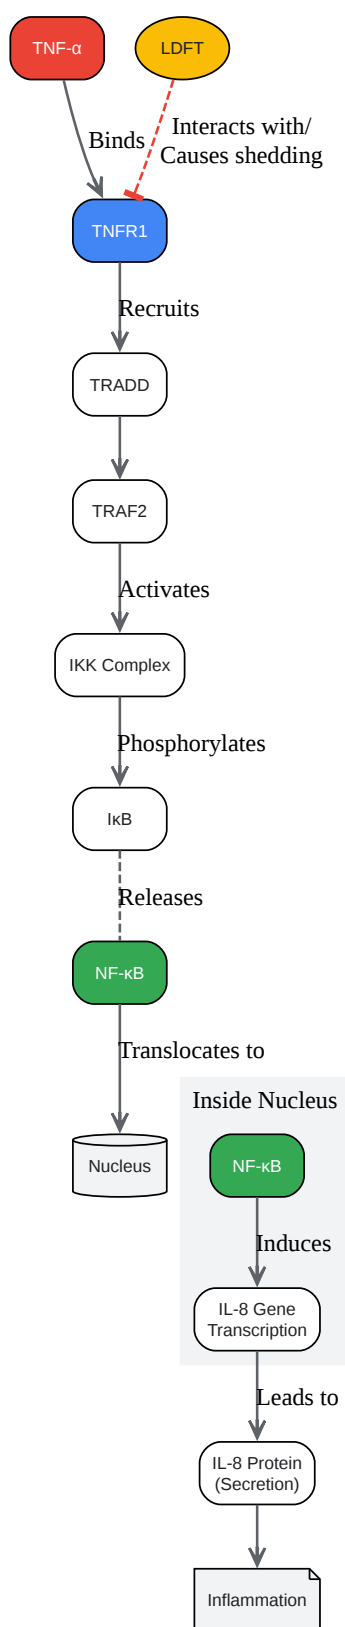 TNF-α
LDFT
Binds
Interacts with/
Causes shedding
TNFR1
Recruits
TRADD
TRAF2
Activates
IKK Complex
Phosphorylates
IκB
Releases
NF-κB
Translocates to
Nucleus
Inside Nucleus
NF-κB
Induces
IL-8 Gene
Transcription
Leads to
IL-8 Protein
(Secretion)
Inflammation